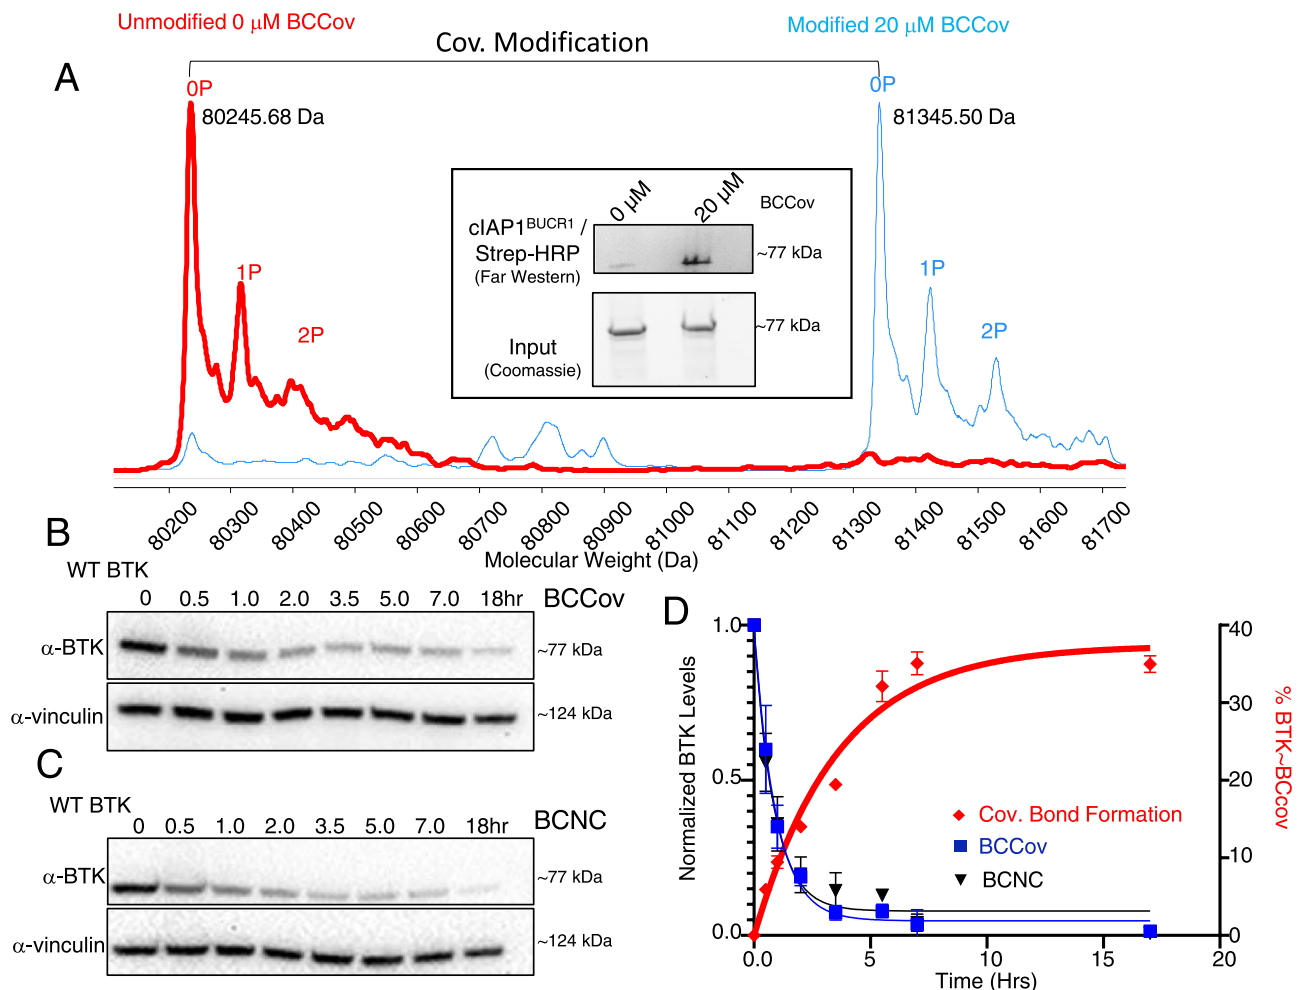 Unmodified 0 μM BCCov
Modified 20 μM BCCov
Cov. Modification
A
0P
80245.68 Da
0P
81345.50 Da
1P
2P
1P
2P
0 μM
20 μM
BCCov
cIAP1BUCR1 /
Strep-HRP
(Far Western)
~77 kDa
Input
(Coomassie)
~77 kDa
80200 80300 80400 80500 80600 80700 80800 80900 81000 81100 81200 81300 81400 81500 81600 81700
Molecular Weight (Da)
B
WT BTK
0 0.5 1.0 2.0 3.5 5.0 7.0 18hr BCCov
α-BTK
~77 kDa
α-vinculin
~124 kDa
C
WT BTK
0 0.5 1.0 2.0 3.5 5.0 7.0 18hr BCNC
α-BTK
~77 kDa
α-vinculin
~124 kDa
D
Normalized BTK Levels
1.0
0.5
0.0
40
30
20
10
0
% BTK~BCcov
Cov. Bond Formation
BCCov
BCNC
0.0 5 10 15 20
Time (Hrs)